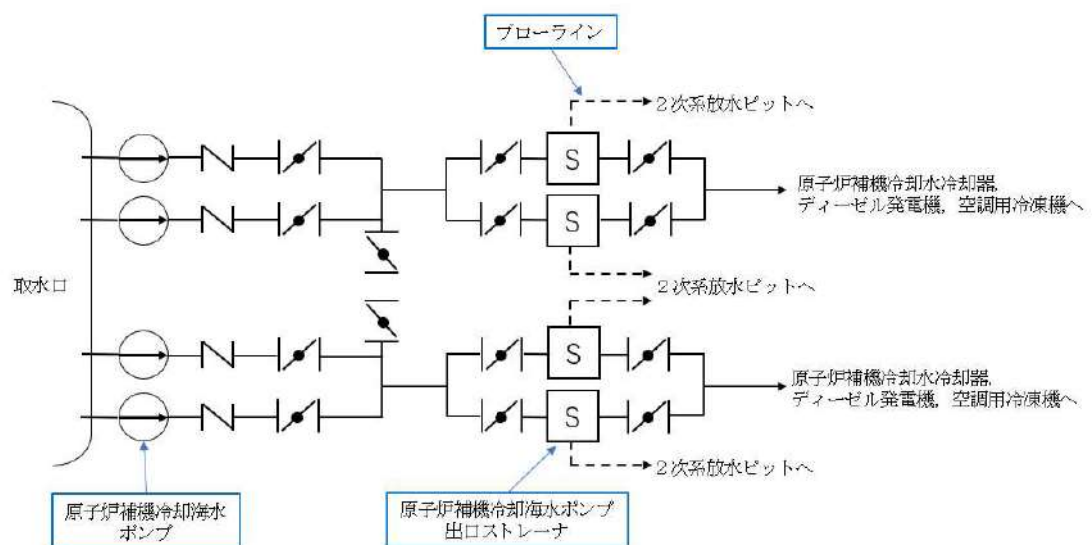 ブローライン
2次系放水ピットへ
S
原子炉補機冷却水冷却器,
ディーゼル発電機, 空調用冷凍機へ
S
取水口
2次系放水ピットへ
2次系放水ピットへ
S
原子炉補機冷却水冷却器,
ディーゼル発電機, 空調用冷凍機へ
S
2次系放水ピットへ
原子炉補機冷却海水
ポンプ
原子炉補機冷却海水ポンプ
出口ストレーナ